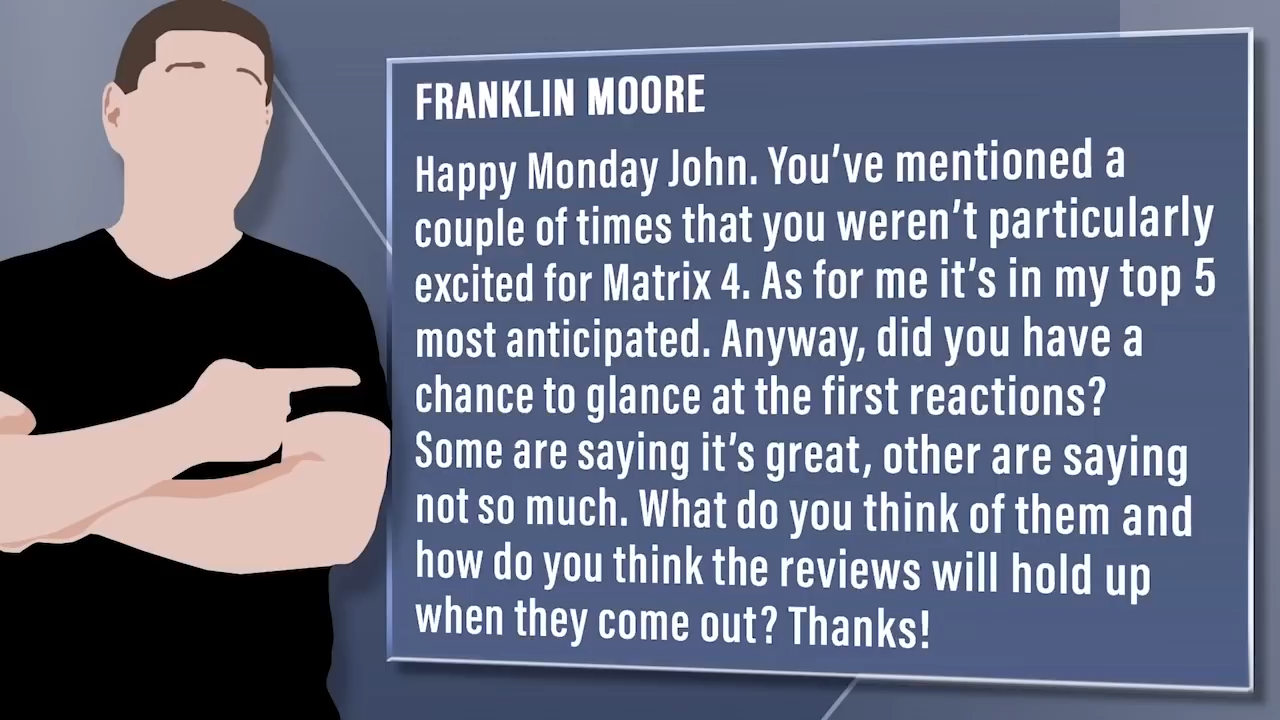 FRANKLIN MOORE
Happy Monday John. You've mentioned a
couple of times that you weren't particularly
excited for Matrix 4. As for me it's in my top 5
most anticipated. Anyway, did you have a
chance to glance at the first reactions?
Some are saying it's great, other are saying
not so much. What do you think of them and
how do you think the reviews will hold up
when they come out? Thanks!